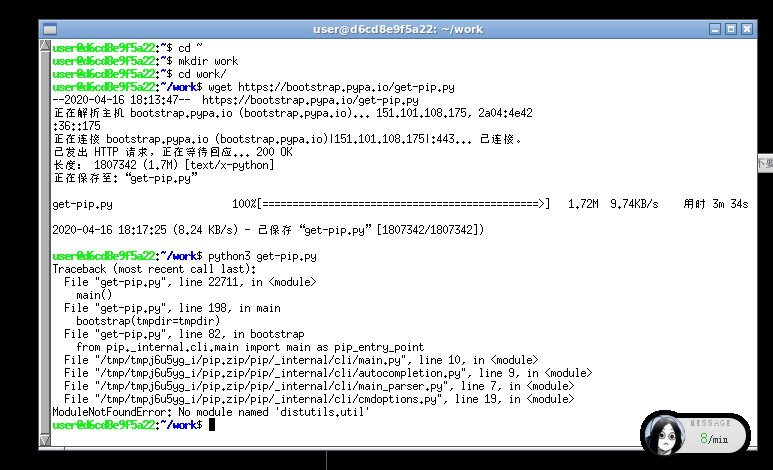 user@d6cd8e9f5a22: ~/work
user@d6cd8e9f5a22:~$ cd ~
user@d6cd8e9f5a22:~$ mkdir work
user@d6cd8e9f5a22:~$ cd work/
user@d6cd8e9f5a22:~/work$ wget https://bootstrap.pypa.io/get-pip.py
--2020-04-16 18:13:47--  https://bootstrap.pypa.io/get-pip.py
正在解析主机 bootstrap.pypa.io (bootstrap.pypa.io)... 151.101.108.175, 2a04:4e42
:36::175
正在连接 bootstrap.pypa.io (bootstrap.pypa.io)|151.101.108.175|:443... 已连接。
已发出 HTTP 请求，正在等待回应... 200 OK
长度： 1807342 (1.7M) [text/x-python]
正在保存至: “get-pip.py”
get-pip.py 100%[=============================================>] 1.72M 9.74KB/s 用时 3m 34s
2020-04-16 18:17:25 (8.24 KB/s) - 已保存 “get-pip.py” [1807342/1807342])
user@d6cd8e9f5a22:~/work$ python3 get-pip.py
Traceback (most recent call last):
  File "get-pip.py", line 22711, in <module>
    main()
  File "get-pip.py", line 198, in main
    bootstrap(tmpdir=tmpdir)
  File "get-pip.py", line 82, in bootstrap
    from pip._internal.cli.main import main as pip_entry_point
  File "/tmp/tmpj6u5yg_i/pip.zip/pip/_internal/cli/main.py", line 10, in <module>
  File "/tmp/tmpj6u5yg_i/pip.zip/pip/_internal/cli/autocompletion.py", line 9, in <module>
  File "/tmp/tmpj6u5yg_i/pip.zip/pip/_internal/cli/main_parser.py", line 7, in <module>
  File "/tmp/tmpj6u5yg_i/pip.zip/pip/_internal/cli/cmdoptions.py", line 19, in <module>
ModuleNotFoundError: No module named 'distutils.util'
user@d6cd8e9f5a22:~/work$
不要
MESSAGE
8/min